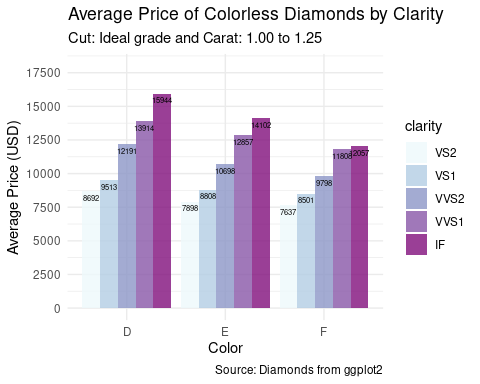 Average Price of Colorless Diamonds by Clarity
Cut: Ideal grade and Carat: 1.00 to 1.25
Average Price (USD)
17500
15000
12500
10000
7500
5000
2500
0
8692
9513
12191
13914
15944
7898
8808
10698
12857
14102
7637
8501
9798
11808
12057
D
E
F
Color
clarity
VS2
VS1
VVS2
VVS1
IF
Source: Diamonds from ggplot2